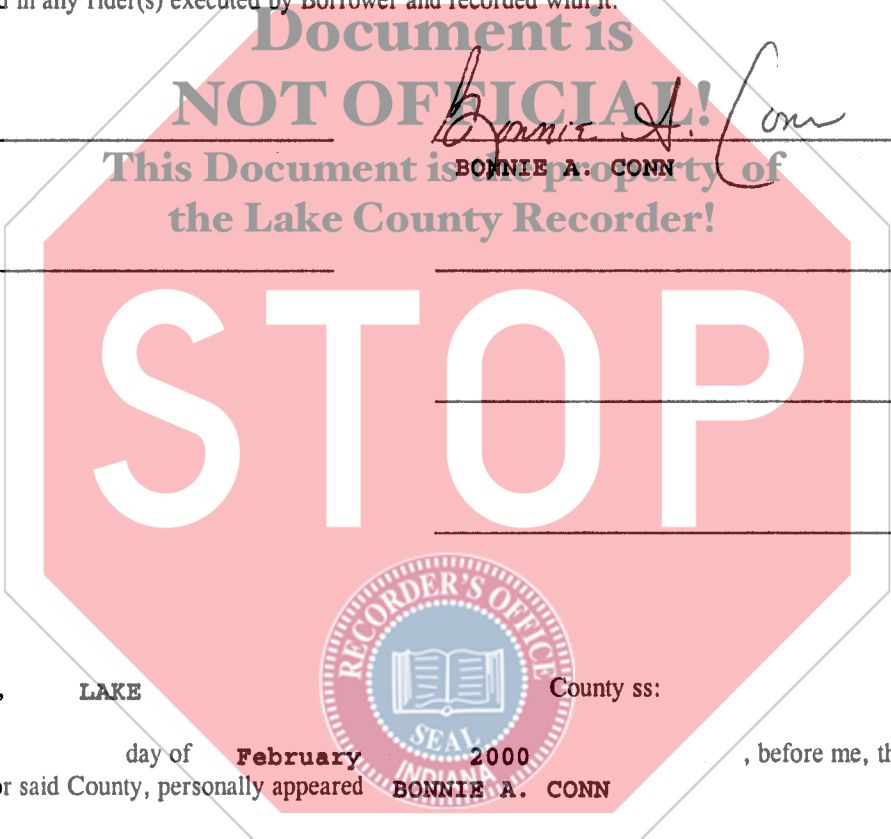 d in any rider(s) executed by Borrower and recorded with it.
Document is
NOT OFFICIAL!
Bonnie A. Conn
This Document is the property of
BONNIE A. CONN
the Lake County Recorder!
STOP
RECORDER'S OFFICE
SEAL
INDIANA
, LAKE County ss:
day of February 2000 , before me, th
or said County, personally appeared BONNIE A. CONN